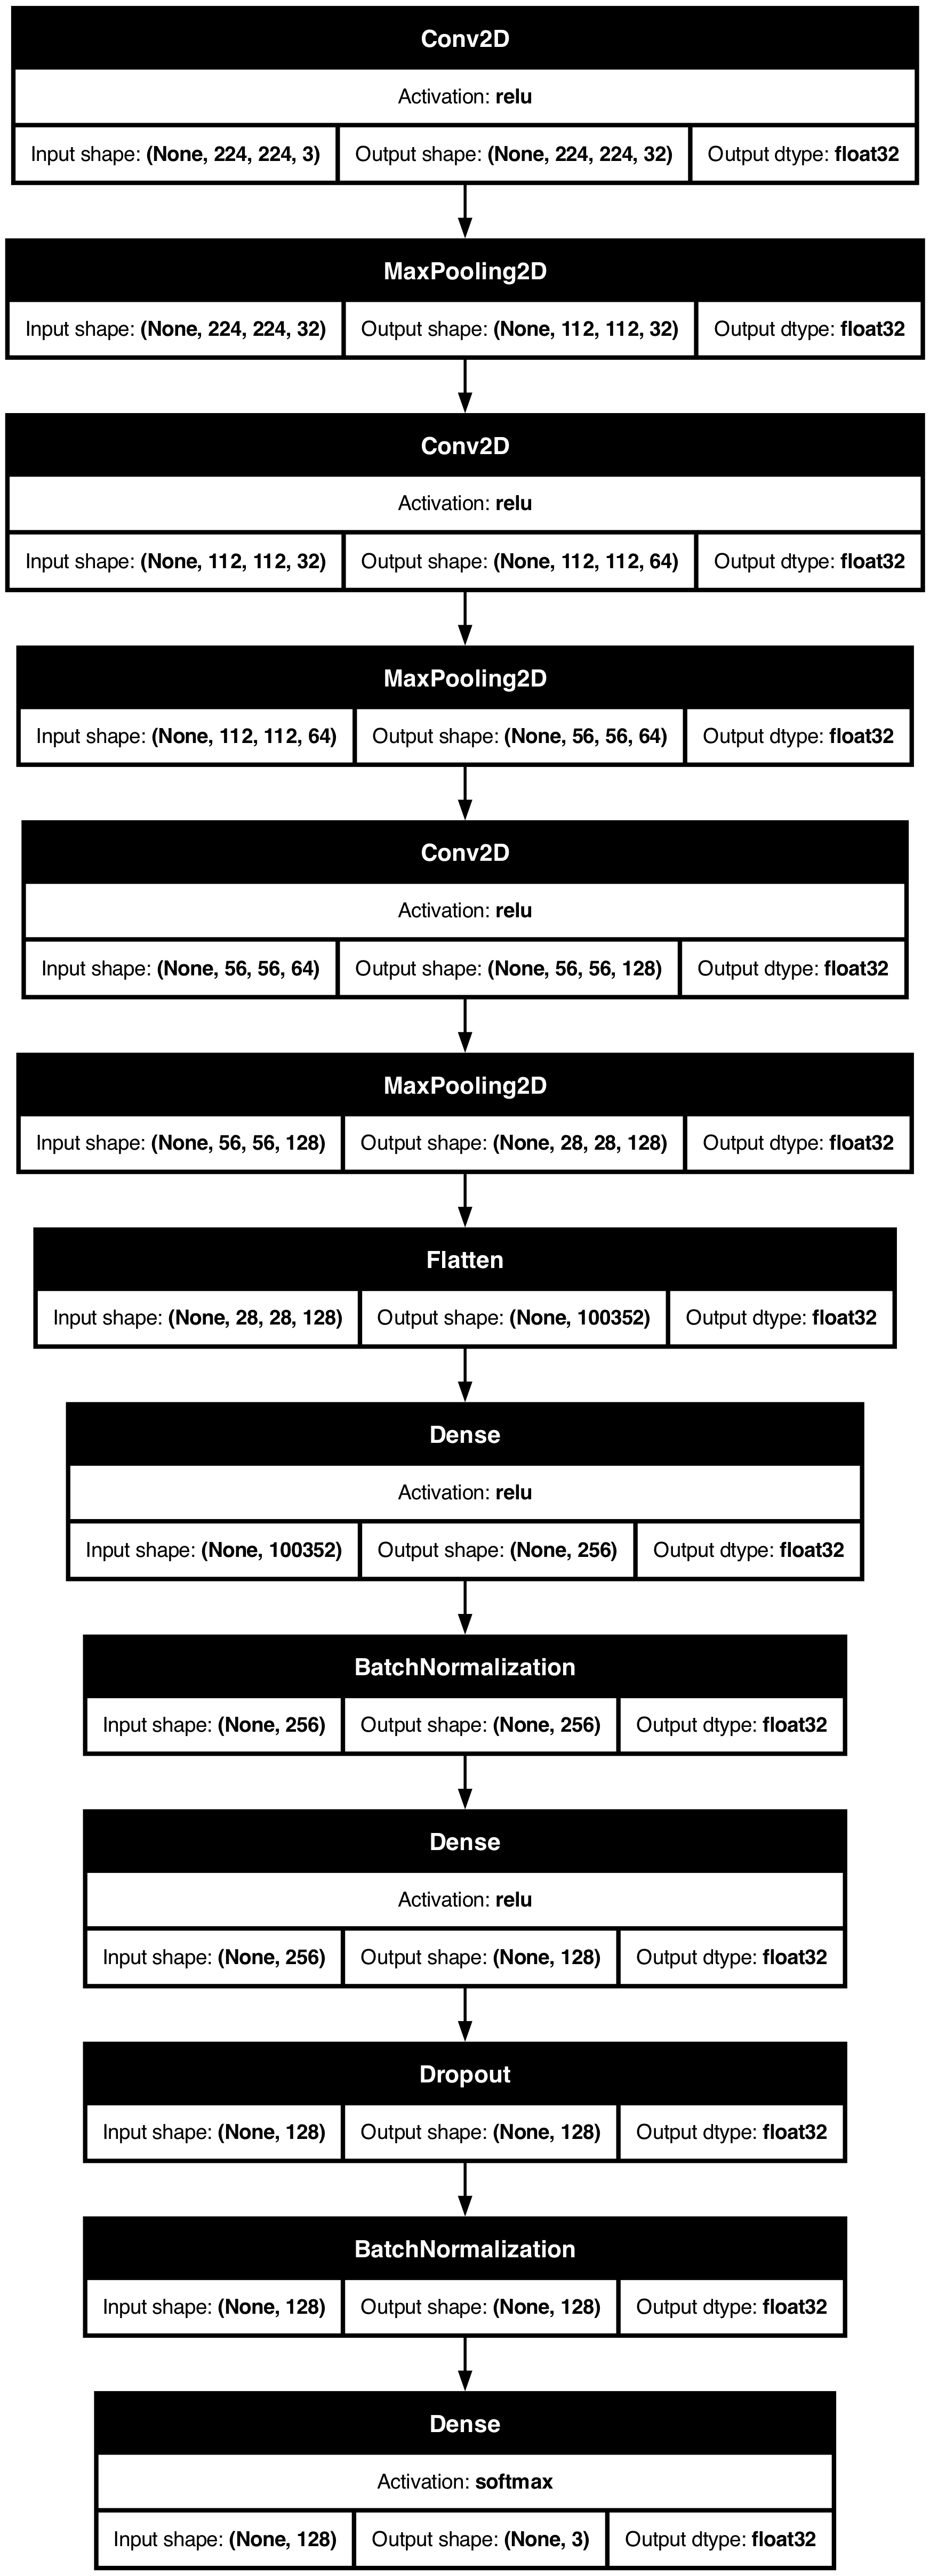 Conv2D
Activation: relu
Input shape: (None, 224, 224, 3) Output shape: (None, 224, 224, 32) Output dtype: float32
MaxPooling2D
Input shape: (None, 224, 224, 32) Output shape: (None, 112, 112, 32) Output dtype: float32
Conv2D
Activation: relu
Input shape: (None, 112, 112, 32) Output shape: (None, 112, 112, 64) Output dtype: float32
MaxPooling2D
Input shape: (None, 112, 112, 64) Output shape: (None, 56, 56, 64) Output dtype: float32
Conv2D
Activation: relu
Input shape: (None, 56, 56, 64) Output shape: (None, 56, 56, 128) Output dtype: float32
MaxPooling2D
Input shape: (None, 56, 56, 128) Output shape: (None, 28, 28, 128) Output dtype: float32
Flatten
Input shape: (None, 28, 28, 128) Output shape: (None, 100352) Output dtype: float32
Dense
Activation: relu
Input shape: (None, 100352) Output shape: (None, 256) Output dtype: float32
BatchNormalization
Input shape: (None, 256) Output shape: (None, 256) Output dtype: float32
Dense
Activation: relu
Input shape: (None, 256) Output shape: (None, 128) Output dtype: float32
Dropout
Input shape: (None, 128) Output shape: (None, 128) Output dtype: float32
BatchNormalization
Input shape: (None, 128) Output shape: (None, 128) Output dtype: float32
Dense
Activation: softmax
Input shape: (None, 128) Output shape: (None, 3) Output dtype: float32